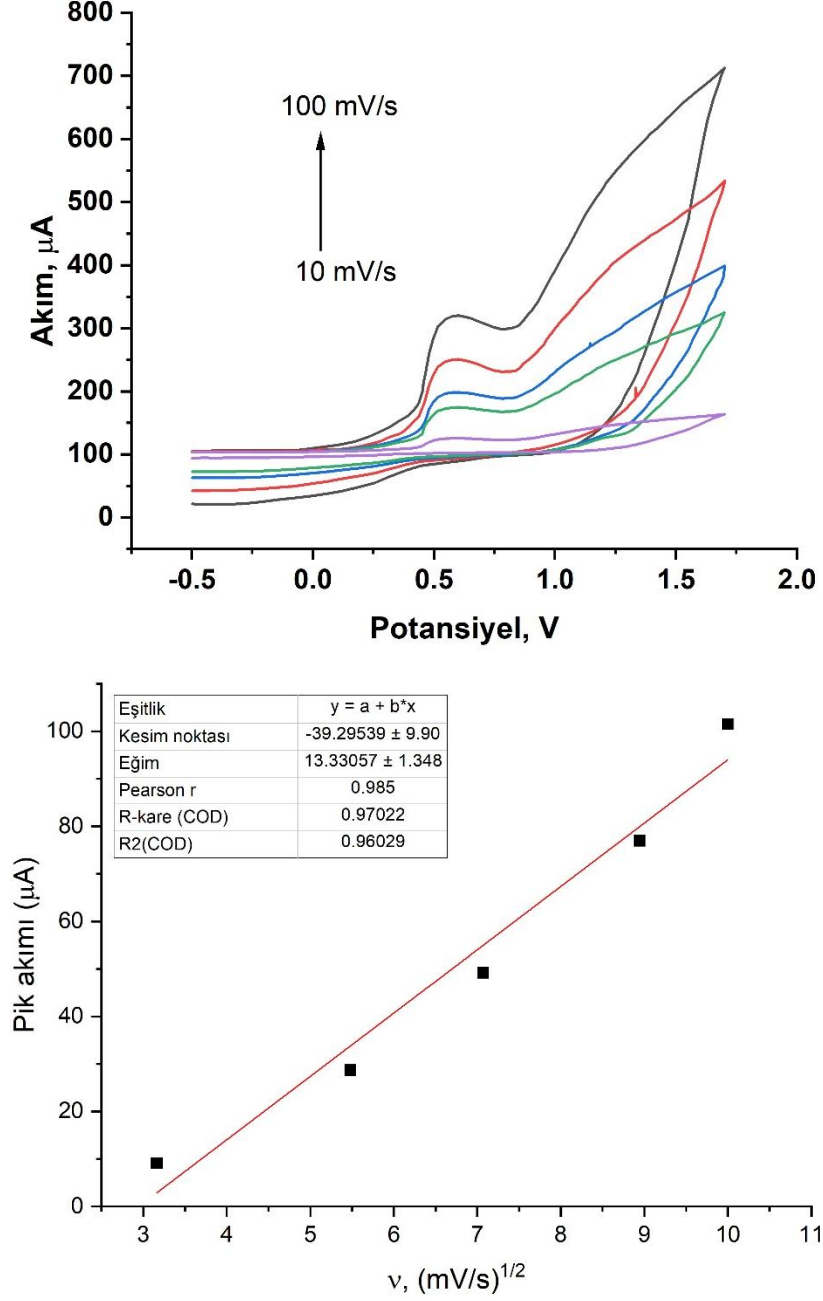 800
700
600
500
400
300
200
100
0
Akım, μA
100 mV/s
10 mV/s
-0.5 0.0 0.5 1.0 1.5 2.0
Potansiyel, V
Eşitlik y = a + b*x
Kesim noktası -39.29539 ± 9.90
Eğim 13.33057 ± 1.348
Pearson r 0.985
R-kare (COD) 0.97022
R2(COD) 0.96029
100
80
60
40
20
0
Pik akımı (μA)
3 4 5 6 7 8 9 10 11
ν, (mV/s)^1/2